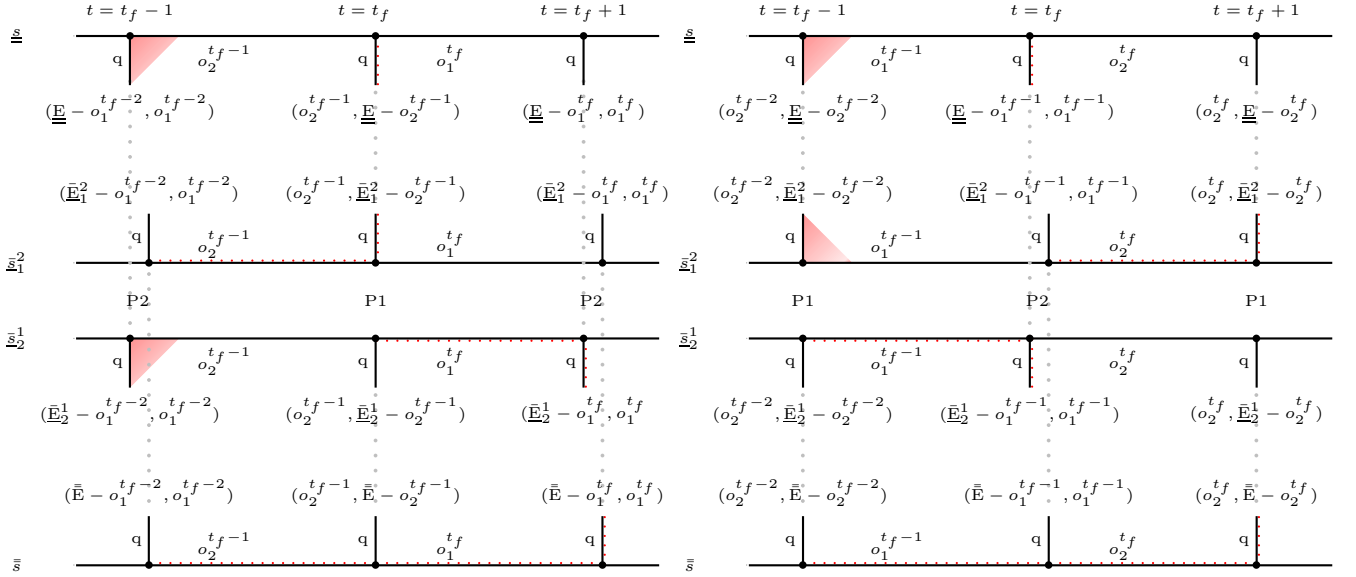 t = t_f − 1 t = t_f t = t_f + 1 t = t_f − 1 t = t_f t = t_f + 1
s̲̲ q o_2^{t_f−1} q o_1^{t_f} q s̲̲ q o_1^{t_f−1} q o_2^{t_f} q
(E̲̲ − o_1^{t_f−2}, o_1^{t_f−2}) (o_2^{t_f−1}, E̲̲ − o_2^{t_f−1}) (E̲̲ − o_1^{t_f}, o_1^{t_f}) (o_2^{t_f−2}, E̲̲ − o_2^{t_f−2}) (E̲̲ − o_1^{t_f−1}, o_1^{t_f−1}) (o_2^{t_f}, E̲̲ − o_2^{t_f})
(Ē̲_1^2 − o_1^{t_f−2}, o_1^{t_f−2}) (o_2^{t_f−1}, Ē̲_1^2 − o_2^{t_f−1}) (Ē̲_1^2 − o_1^{t_f}, o_1^{t_f}) (o_2^{t_f−2}, Ē̲_1^2 − o_2^{t_f−2}) (Ē̲_1^2 − o_1^{t_f−1}, o_1^{t_f−1}) (o_2^{t_f}, Ē̲_1^2 − o_2^{t_f})
s̲̄_1^2 q o_2^{t_f−1} q o_1^{t_f} q s̲̄_1^2 q o_1^{t_f−1} q o_2^{t_f} q
P2 P1 P2 P1 P2 P1
s̲̄_2^1 q o_2^{t_f−1} q o_1^{t_f} q s̲̄_2^1 q o_1^{t_f−1} q o_2^{t_f} q
(Ē̲_2^1 − o_1^{t_f−2}, o_1^{t_f−2}) (o_2^{t_f−1}, Ē̲_2^1 − o_2^{t_f−1}) (Ē̲_2^1 − o_1^{t_f}, o_1^{t_f}) (o_2^{t_f−2}, Ē̲_2^1 − o_2^{t_f−2}) (Ē̲_2^1 − o_1^{t_f−1}, o_1^{t_f−1}) (o_2^{t_f}, Ē̲_2^1 − o_2^{t_f})
(Ē̄ − o_1^{t_f−2}, o_1^{t_f−2}) (o_2^{t_f−1}, Ē̄ − o_2^{t_f−1}) (Ē̄ − o_1^{t_f}, o_1^{t_f}) (o_2^{t_f−2}, Ē̄ − o_2^{t_f−2}) (Ē̄ − o_1^{t_f−1}, o_1^{t_f−1}) (o_2^{t_f}, Ē̄ − o_2^{t_f})
s̄̄ q o_2^{t_f−1} q o_1^{t_f} q s̄̄ q o_1^{t_f−1} q o_2^{t_f} q